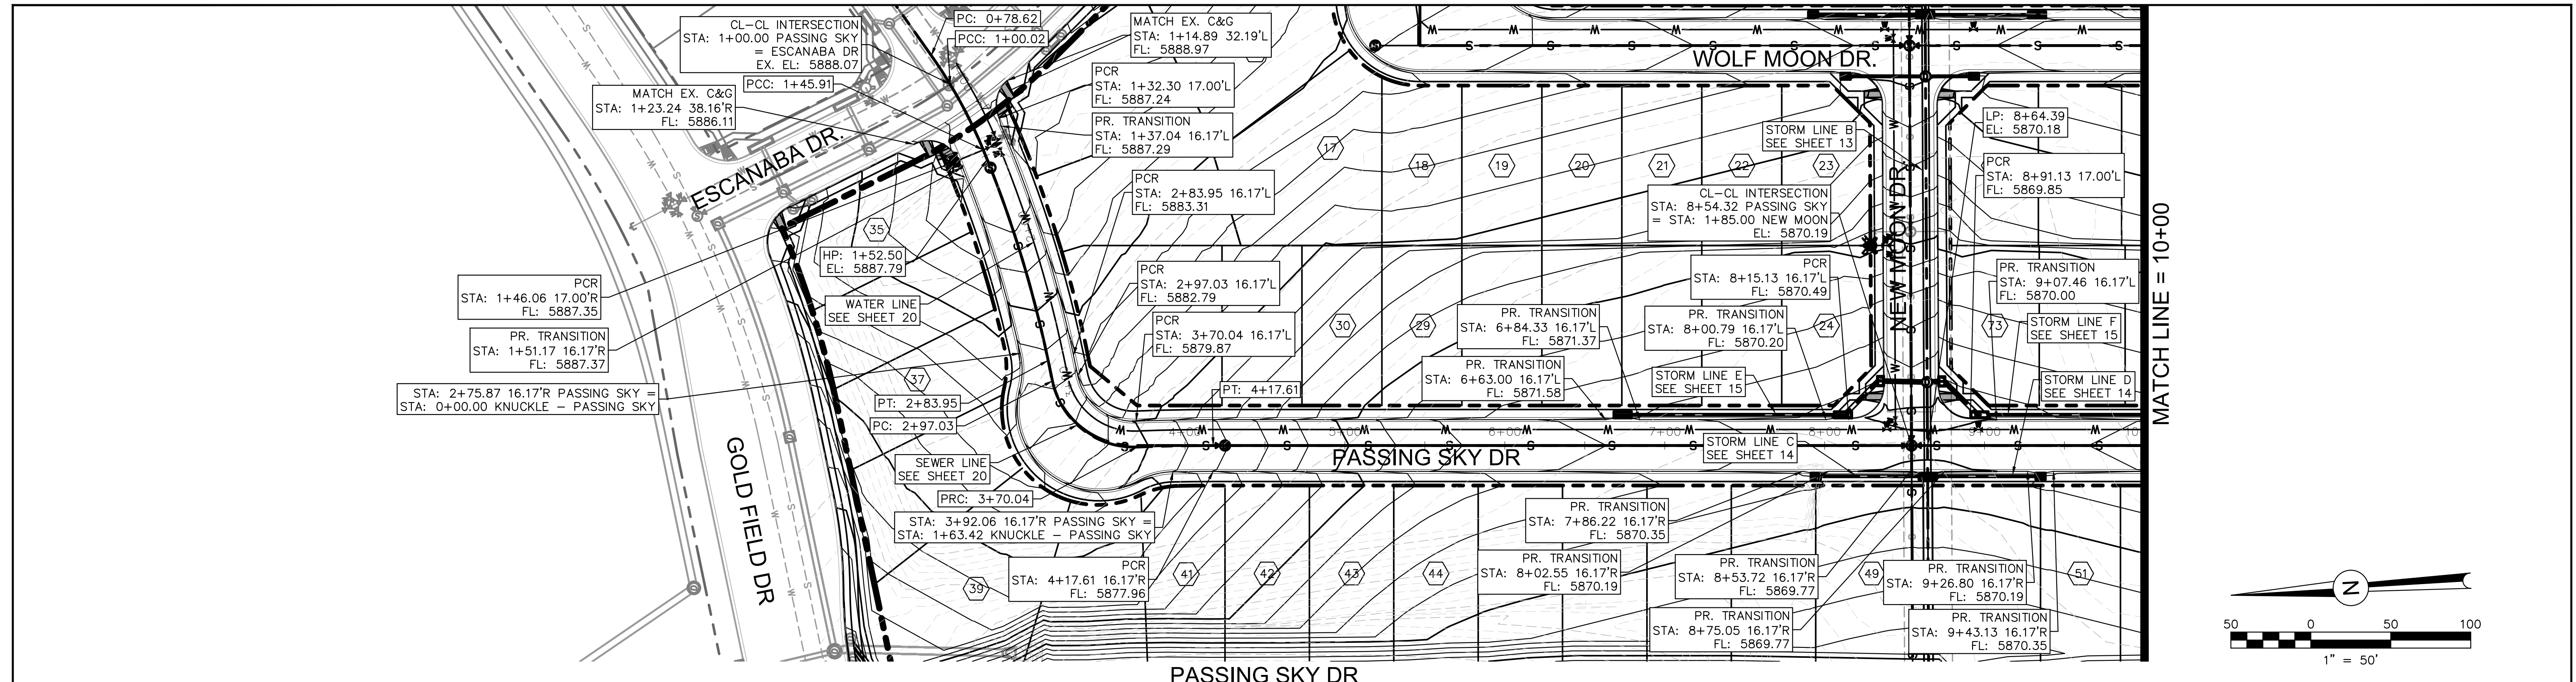 CL-CL INTERSECTION
STA: 1+00.00 PASSING SKY
= ESCANABA DR
EX. EL: 5888.07
PC: 0+78.62
PCC: 1+00.02
PCC: 1+45.91
MATCH EX. C&G
STA: 1+14.89 32.19'L
FL: 5888.97
MATCH EX. C&G
STA: 1+23.24 38.16'R
FL: 5886.11
PCR
STA: 1+32.30 17.00'L
FL: 5887.24
PR. TRANSITION
STA: 1+37.04 16.17'L
FL: 5887.29
PCR
STA: 2+83.95 16.17'L
FL: 5883.31
ESCANABA DR.
WOLF MOON DR.
NEW MOON DR.
STORM LINE B
SEE SHEET 13
LP: 8+64.39
EL: 5870.18
PCR
STA: 8+91.13 17.00'L
FL: 5869.85
CL-CL INTERSECTION
STA: 8+54.32 PASSING SKY
= STA: 1+85.00 NEW MOON
EL: 5870.19
17
18
19
20
21
22
23
35
HP: 1+52.50
EL: 5887.79
WATER LINE
SEE SHEET 20
PCR
STA: 1+46.06 17.00'R
FL: 5887.35
PR. TRANSITION
STA: 1+51.17 16.17'R
FL: 5887.37
STA: 2+75.87 16.17'R PASSING SKY =
STA: 0+00.00 KNUCKLE - PASSING SKY
PCR
STA: 2+97.03 16.17'L
FL: 5882.79
PCR
STA: 3+70.04 16.17'L
FL: 5879.87
30
29
24
73
PR. TRANSITION
STA: 6+84.33 16.17'L
FL: 5871.37
PR. TRANSITION
STA: 6+63.00 16.17'L
FL: 5871.58
PCR
STA: 8+15.13 16.17'L
FL: 5870.49
PR. TRANSITION
STA: 8+00.79 16.17'L
FL: 5870.20
PR. TRANSITION
STA: 9+07.46 16.17'L
FL: 5870.00
STORM LINE F
SEE SHEET 15
STORM LINE E
SEE SHEET 15
STORM LINE D
SEE SHEET 14
STORM LINE C
SEE SHEET 14
MATCH LINE = 10+00
37
PT: 2+83.95
PC: 2+97.03
PT: 4+17.61
SEWER LINE
SEE SHEET 20
PRC: 3+70.04
4+00
5+00
6+00
7+00
8+00
9+00
PASSING SKY DR
GOLD FIELD DR
STA: 3+92.06 16.17'R PASSING SKY =
STA: 1+63.42 KNUCKLE - PASSING SKY
PCR
STA: 4+17.61 16.17'R
FL: 5877.96
39
41
42
43
44
49
51
PR. TRANSITION
STA: 7+86.22 16.17'R
FL: 5870.35
PR. TRANSITION
STA: 8+02.55 16.17'R
FL: 5870.19
PR. TRANSITION
STA: 8+53.72 16.17'R
FL: 5869.77
PR. TRANSITION
STA: 8+75.05 16.17'R
FL: 5869.77
PR. TRANSITION
STA: 9+26.80 16.17'R
FL: 5870.19
PR. TRANSITION
STA: 9+43.13 16.17'R
FL: 5870.35
PASSING SKY DR
N
50 0 50 100
1" = 50'